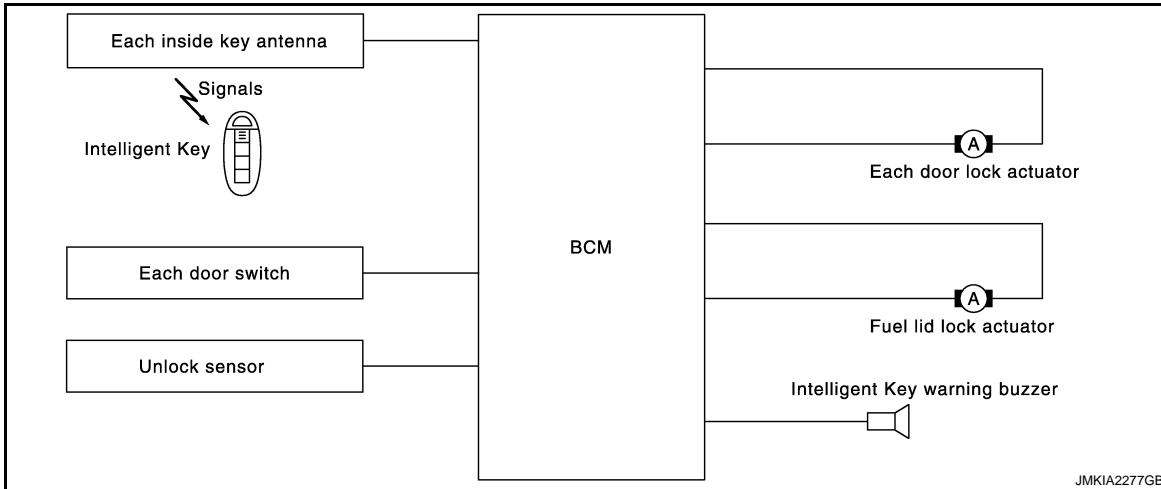 Each inside key antenna
Signals
Intelligent Key
Each door switch
Unlock sensor
BCM
A
Each door lock actuator
A
Fuel lid lock actuator
Intelligent Key warning buzzer
JMKIA2277GB